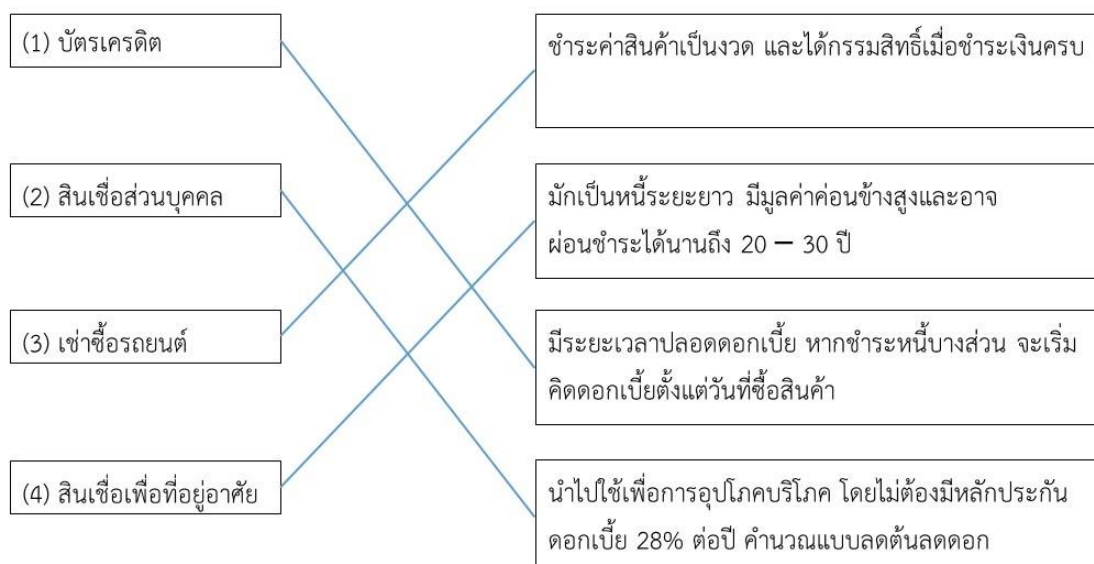 (1) บัตรเครดิต
ชำระค่าสินค้าเป็นงวด และได้กรรมสิทธิ์เมื่อชำระเงินครบ
(2) สินเชื่อส่วนบุคคล
มักเป็นหนี้ระยะยาว มีมูลค่าค่อนข้างสูงและอาจ
ผ่อนชำระได้นานถึง 20 – 30 ปี
(3) เช่าซื้อรถยนต์
มีระยะเวลาปลอดดอกเบี้ย หากชำระหนี้บางส่วน จะเริ่ม
คิดดอกเบี้ยตั้งแต่วันที่ซื้อสินค้า
(4) สินเชื่อเพื่อที่อยู่อาศัย
นำไปใช้เพื่อการอุปโภคบริโภค โดยไม่ต้องมีหลักประกัน
ดอกเบี้ย 28% ต่อปี คำนวณแบบลดต้นลดดอก